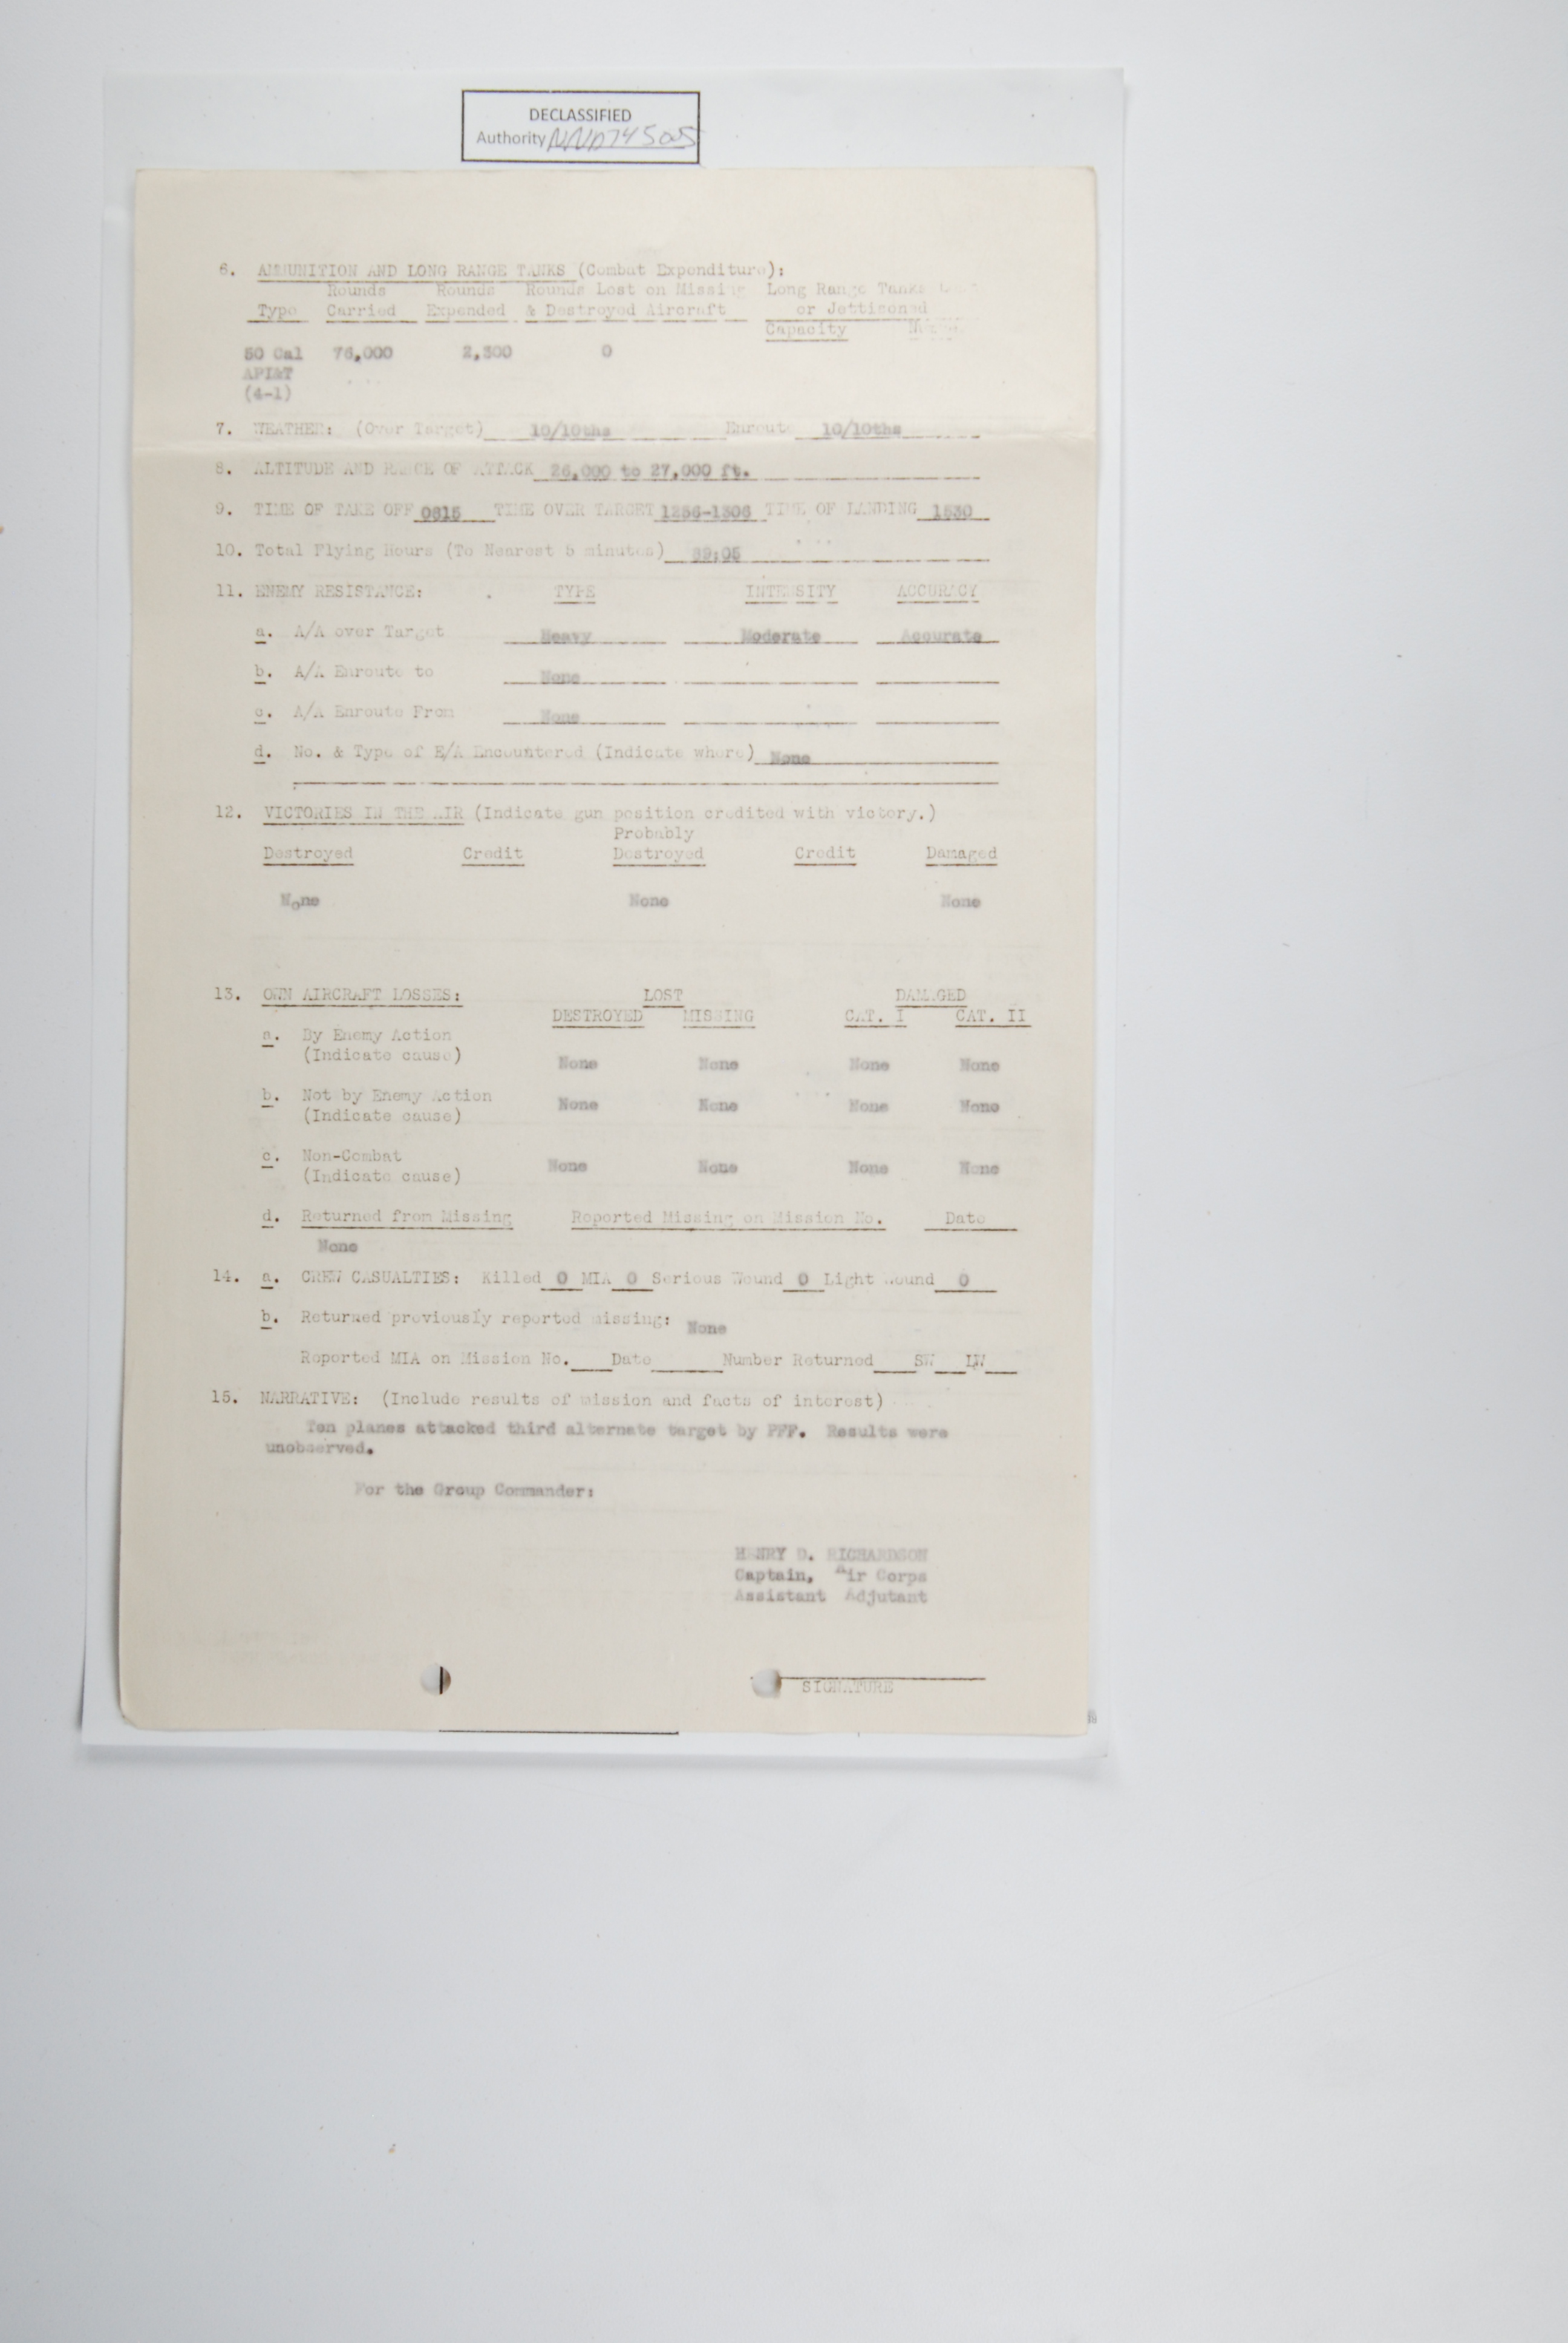 DECLASSIFIED
Authority NND745005
6. AMMUNITION AND LONG RANGE TANKS (Combat Expenditure):
Rounds Rounds Rounds Lost on Missing Long Range Tanks
Type Carried Expended & Destroyed Aircraft or Jettisoned
Capacity
50 Cal 76,000 2,300 0
API&T
(4-1)
7. WEATHER: (Over Target) 10/10ths Enroute 10/10ths
8. ALTITUDE AND RANGE OF ATTACK 26,000 to 27,000 ft.
9. TIME OF TAKE OFF 0815 TIME OVER TARGET 1256-1306 TIME OF LANDING 1530
10. Total Flying Hours (To Nearest 5 minutes)
11. ENEMY RESISTANCE: TYPE INTENSITY ACCURACY
a. A/A over Target Heavy Moderate Accurate
b. A/A Enroute to None
c. A/A Enroute From None
d. No. & Type of E/A Encountered (Indicate where) None
12. VICTORIES IN THE AIR (Indicate gun position credited with victory.)
Probably
Destroyed Credit Destroyed Credit Damaged
None None None
13. OWN AIRCRAFT LOSSES: LOST DAMAGED
DESTROYED MISSING CAT. I CAT. II
a. By Enemy Action
(Indicate cause) None None None None
b. Not by Enemy Action None None None None
(Indicate cause)
c. Non-Combat None None None None
(Indicate cause)
d. Returned from Missing Reported Missing on Mission No. Date
None
14. a. CREW CASUALTIES: Killed 0 MIA 0 Serious Wound 0 Light Wound 0
b. Returned previously reported missing: None
Reported MIA on Mission No. Date Number Returned SW LW
15. NARRATIVE: (Include results of mission and facts of interest)
Ten planes attacked third alternate target by PFF. Results were
unobserved.
For the Group Commander:
HENRY D. RICHARDSON
Captain, Air Corps
Assistant Adjutant
SIGNATURE